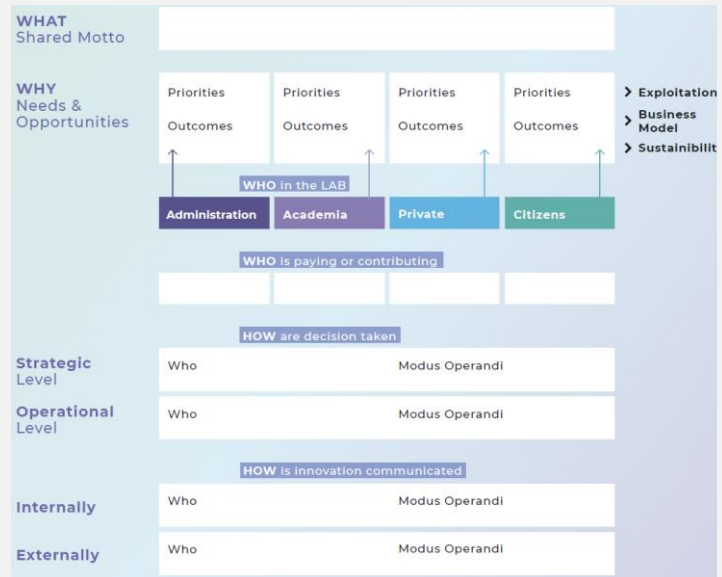 WHAT
Shared Motto
WHY
Needs &
Opportunities
Priorities
Outcomes
Priorities
Outcomes
Priorities
Outcomes
Priorities
Outcomes
Exploitation
Business
Model
Sustainibilit
WHO in the LAB
Administration
Academia
Private
Citizens
WHO is paying or contributing
HOW are decision taken
Strategic
Level
Who
Modus Operandi
Operational
Level
Who
Modus Operandi
HOW is innovation communicated
Internally
Who
Modus Operandi
Externally
Who
Modus Operandi